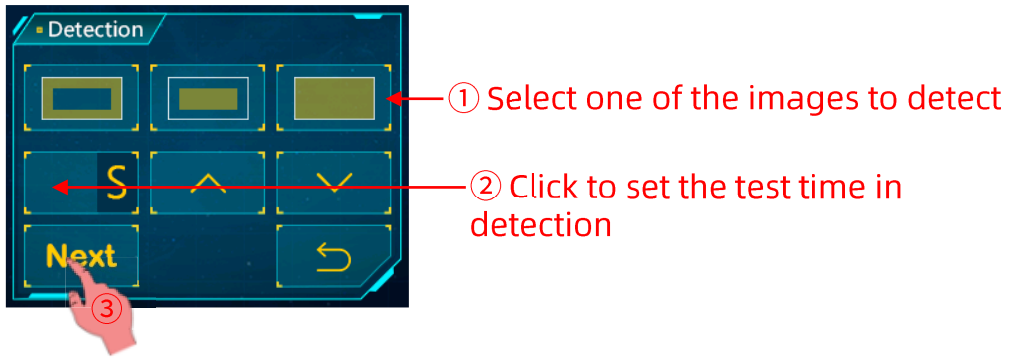 Detection
① Select one of the images to detect
S
② Click to set the test time in
detection
Next
③